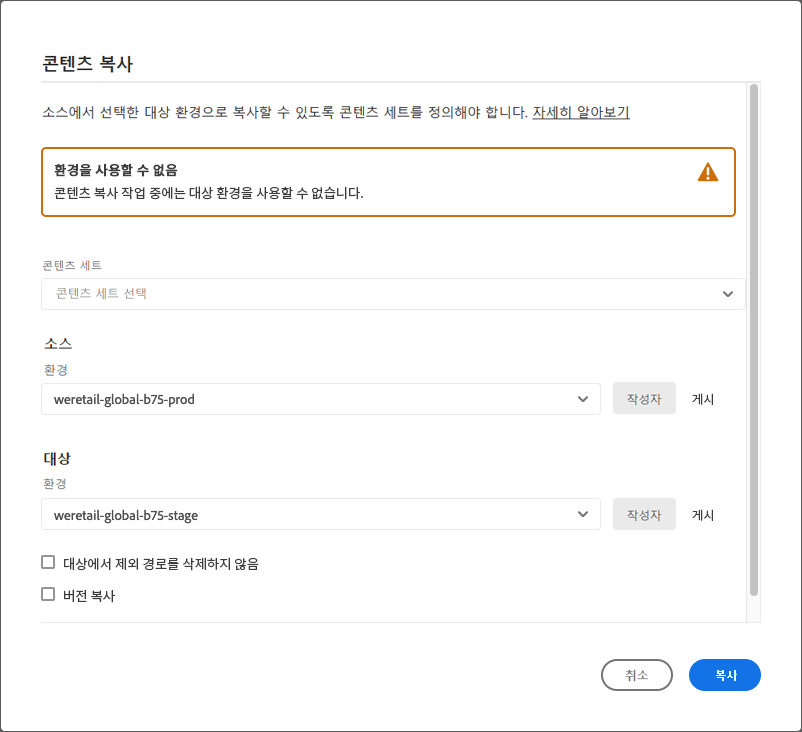 콘텐츠 복사
소스에서 선택한 대상 환경으로 복사할 수 있도록 콘텐츠 세트를 정의해야 합니다. 자세히 알아보기
환경을 사용할 수 없음
콘텐츠 복사 작업 중에는 대상 환경을 사용할 수 없습니다.
콘텐츠 세트
콘텐츠 세트 선택
소스
환경
weretail-global-b75-prod 작성자 게시
대상
환경
weretail-global-b75-stage 작성자 게시
대상에서 제외 경로를 삭제하지 않음
버전 복사
취소 복사